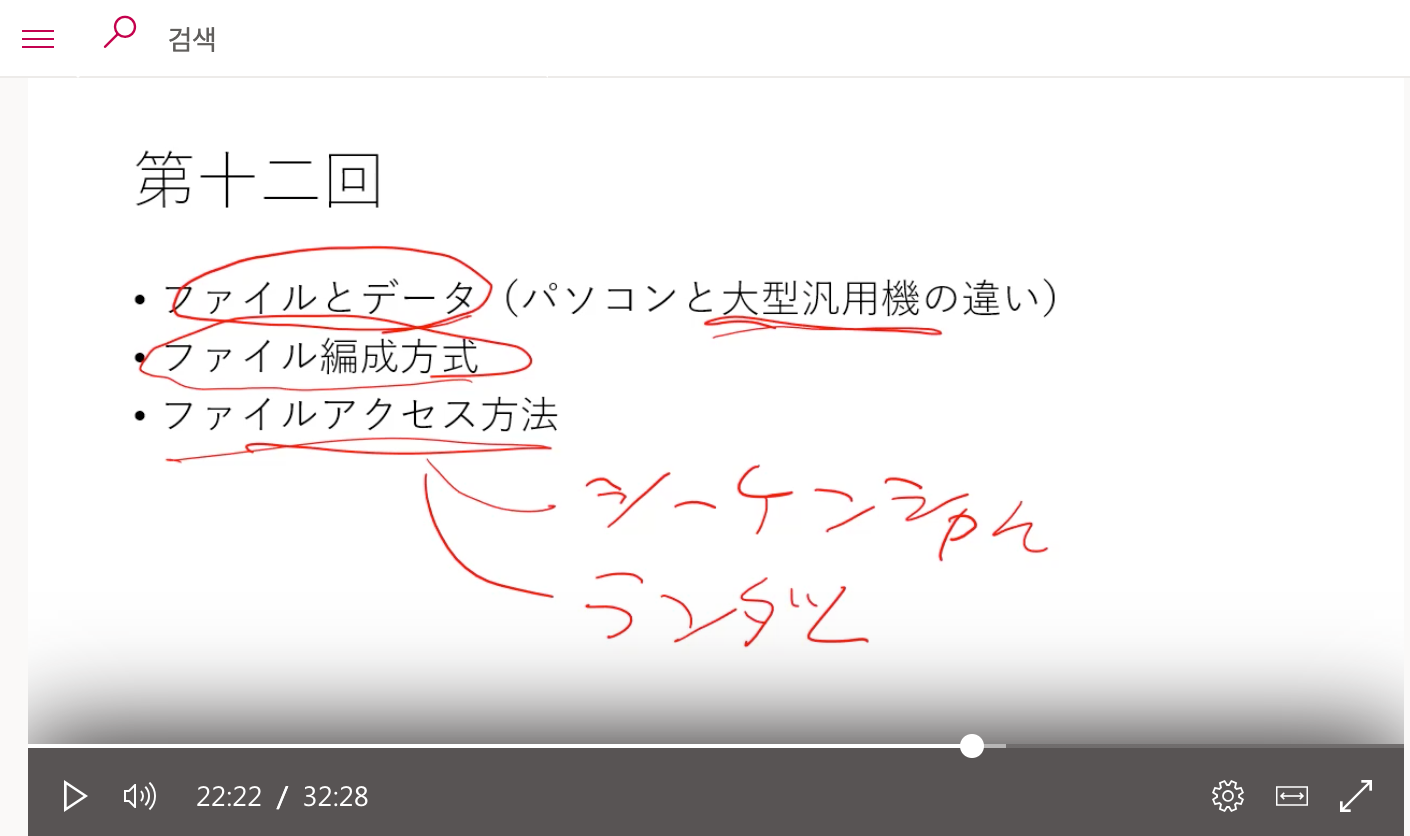 검색
第十二回
• ファイルとデータ（パソコンと大型汎用機の違い）
• ファイル編成方式
• ファイルアクセス方法
シーケンシャル
ランダム
22:22 / 32:28